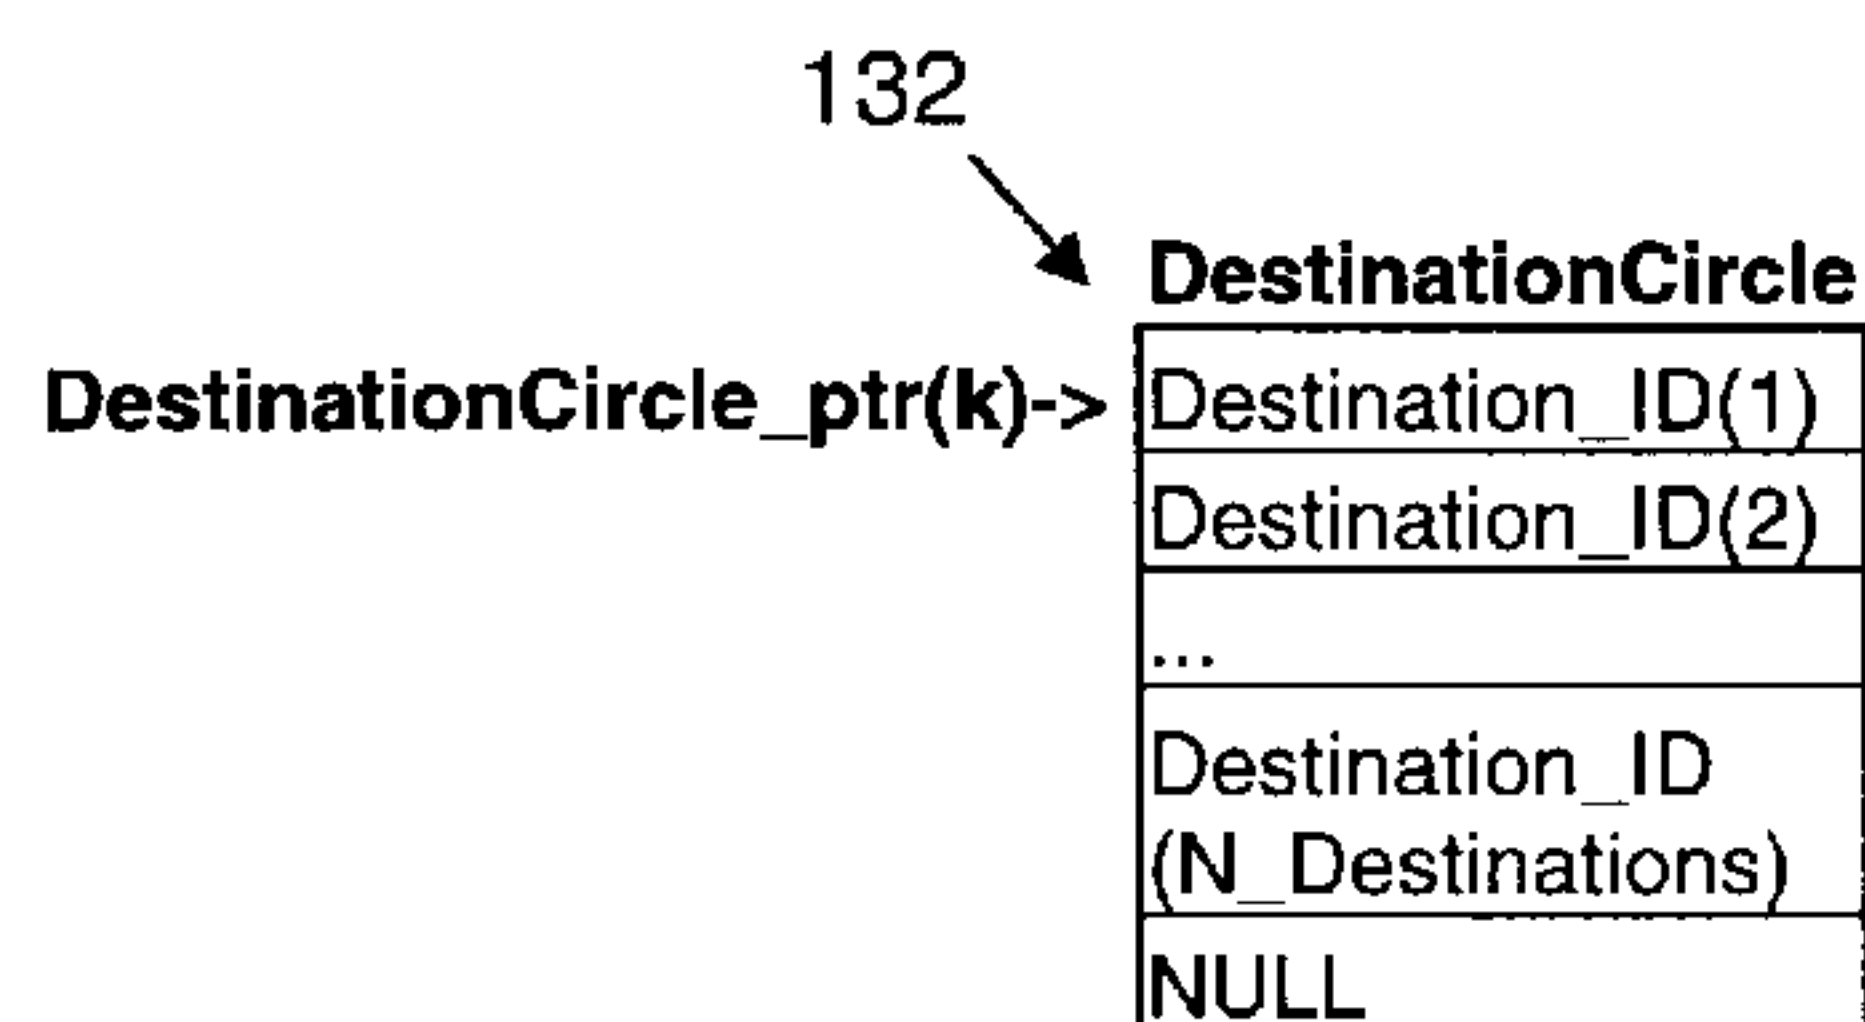 132
DestinationCircle
DestinationCircle_ptr(k)-> Destination_ID(1)
Destination_ID(2)
...
Destination_ID
(N_Destinations)
NULL